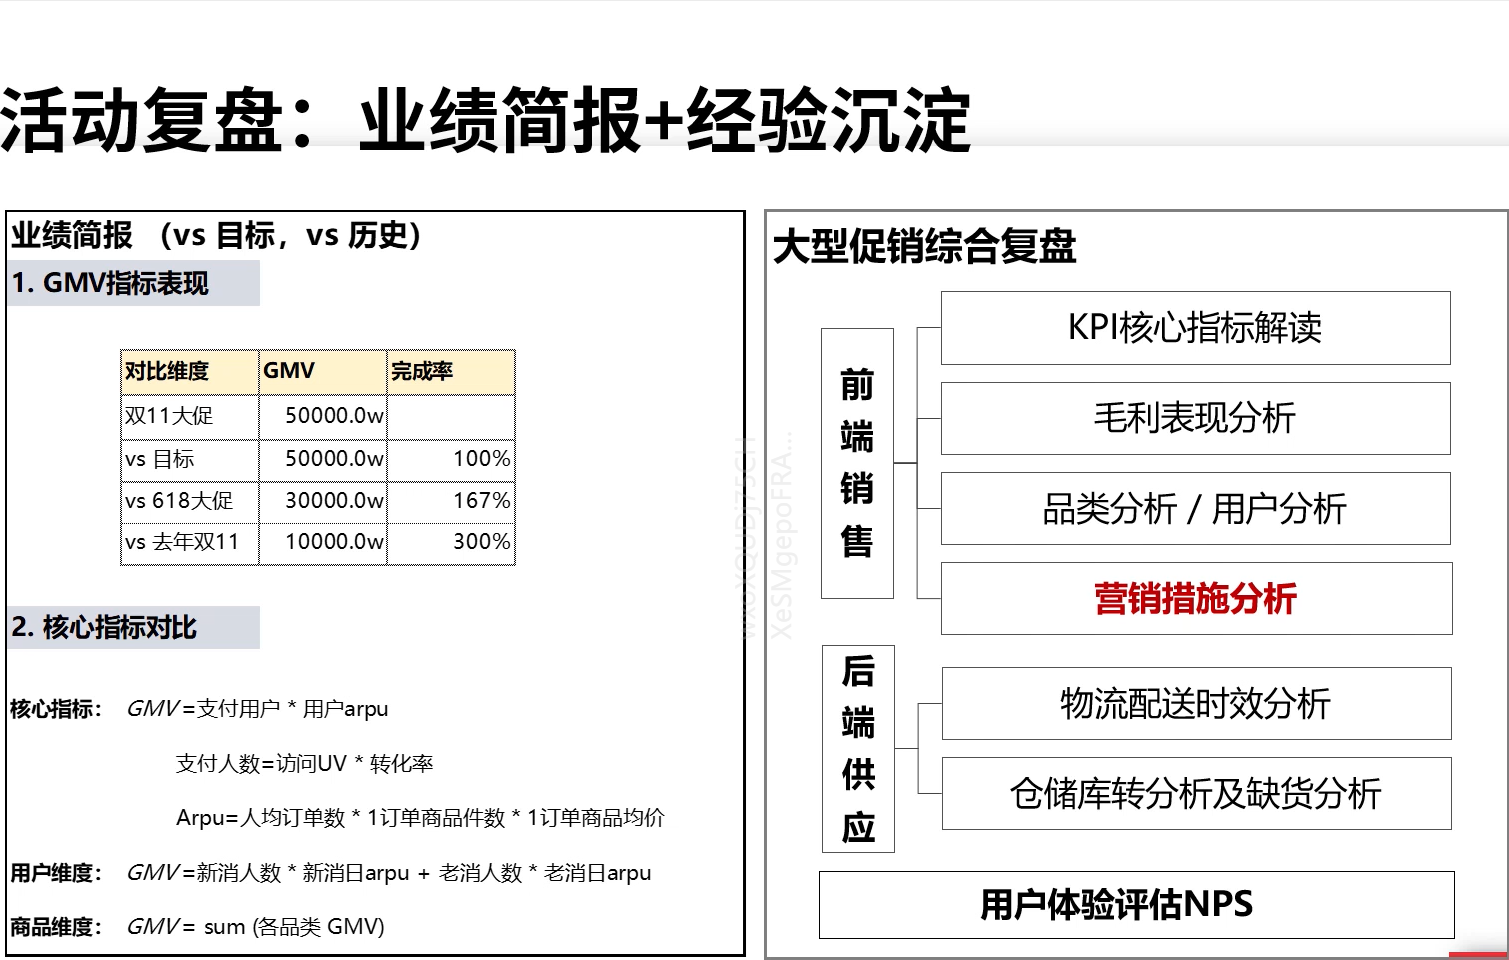 活动复盘：业绩简报+经验沉淀
业绩简报 （vs 目标，vs 历史）
1. GMV指标表现
对比维度 GMV 完成率
双11大促 50000.0w
vs 目标 50000.0w 100%
vs 618大促 30000.0w 167%
vs 去年双11 10000.0w 300%
2. 核心指标对比
核心指标： GMV=支付用户 * 用户arpu
支付人数=访问UV * 转化率
Arpu=人均订单数 * 1订单商品件数 * 1订单商品均价
用户维度： GMV=新消人数 * 新消日arpu + 老消人数 * 老消日arpu
商品维度： GMV= sum (各品类 GMV)
大型促销综合复盘
前端销售
KPI核心指标解读
毛利表现分析
品类分析 / 用户分析
营销措施分析
后端供应
物流配送时效分析
仓储库转分析及缺货分析
用户体验评估NPS
XeSMgepoFRA...